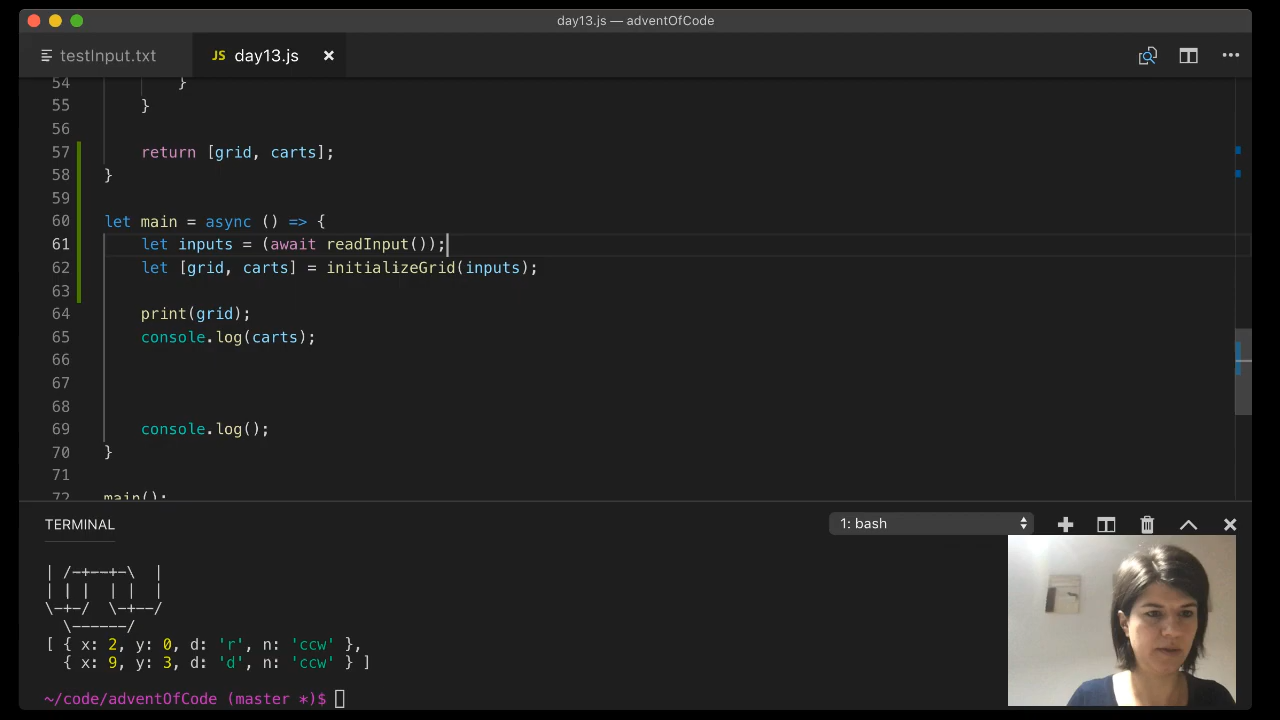 day13.js — adventOfCode
testInput.txt
JS day13.js
54 }
55 }
56
57 return [grid, carts];
58 }
59
60 let main = async () => {
61 let inputs = (await readInput());
62 let [grid, carts] = initializeGrid(inputs);
63
64 print(grid);
65 console.log(carts);
66
67
68
69 console.log();
70 }
71
72 main();
TERMINAL
1: bash
| /-+--+-\  |
| | |  | |  |
\-+-/  \-+--/
  \------/
[ { x: 2, y: 0, d: 'r', n: 'ccw' },
  { x: 9, y: 3, d: 'd', n: 'ccw' } ]
~/code/adventOfCode (master *)$